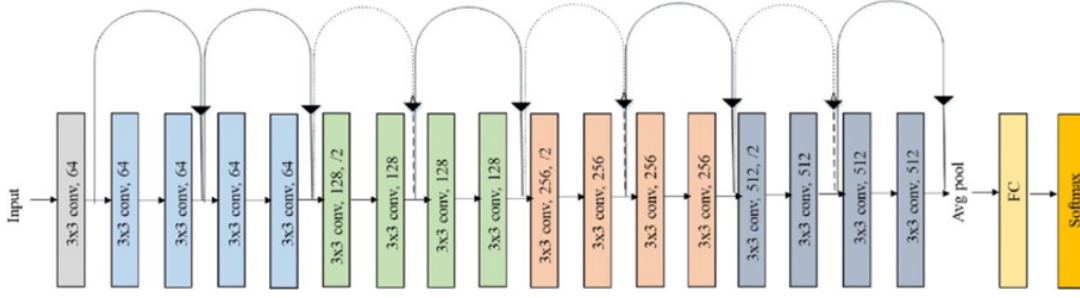 Input
3x3 conv, 64
3x3 conv, 64
3x3 conv, 64
3x3 conv, 64
3x3 conv, 64
3x3 conv, 128, /2
3x3 conv, 128
3x3 conv, 128
3x3 conv, 128
3x3 conv, 256, /2
3x3 conv, 256
3x3 conv, 256
3x3 conv, 256
3x3 conv, 512, /2
3x3 conv, 512
3x3 conv, 512
3x3 conv, 512
Avg pool
FC
Softmax